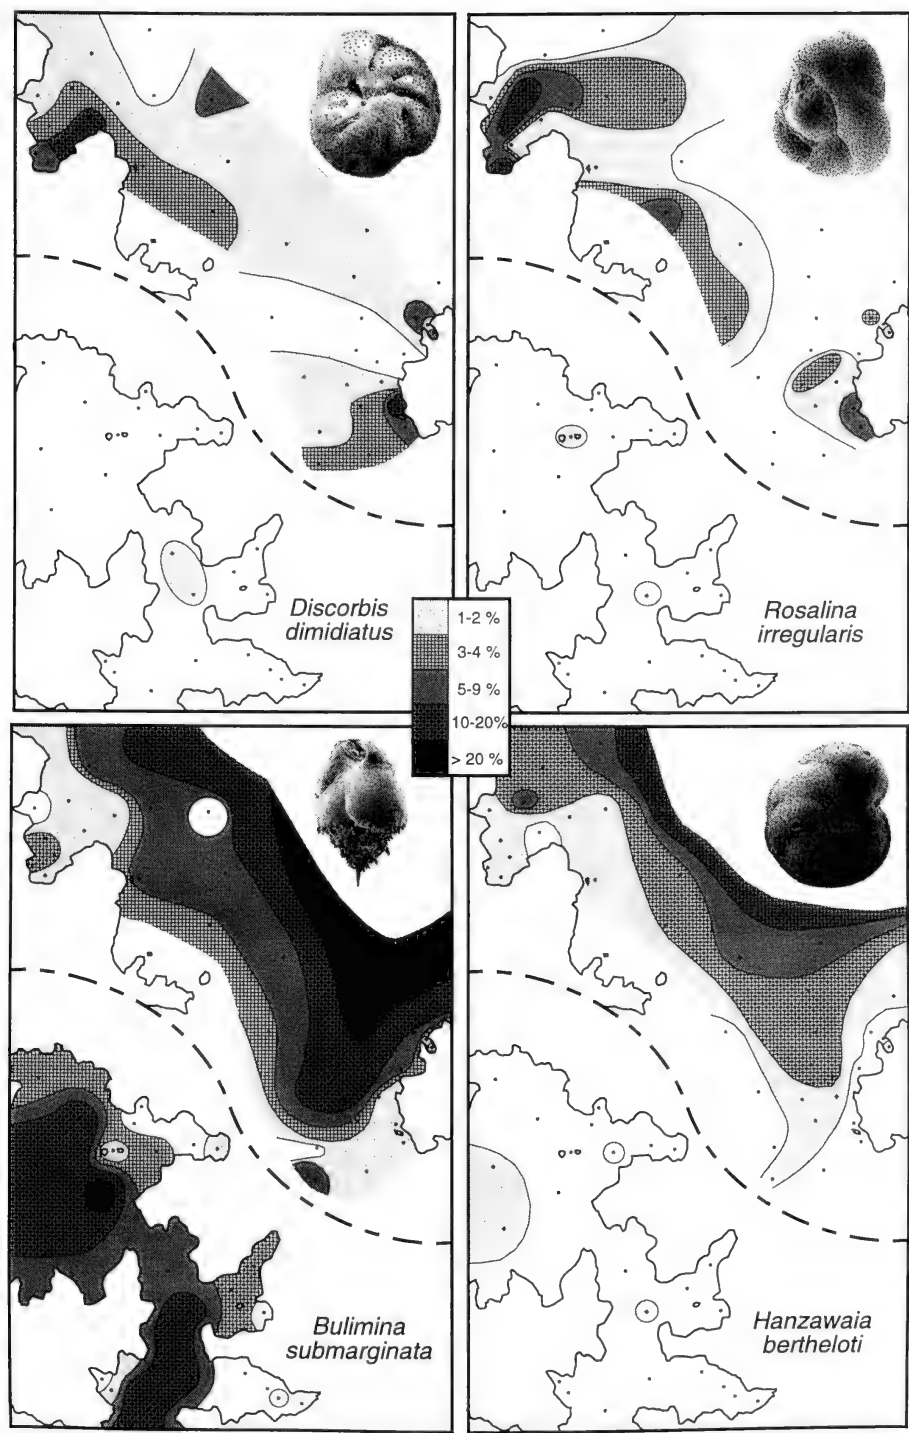 Discorbis
dimidiatus
Rosalina
irregularis
1-2 %
3-4 %
5-9 %
10-20%
> 20 %
Bulimina
submarginata
Hanzawaia
bertheloti